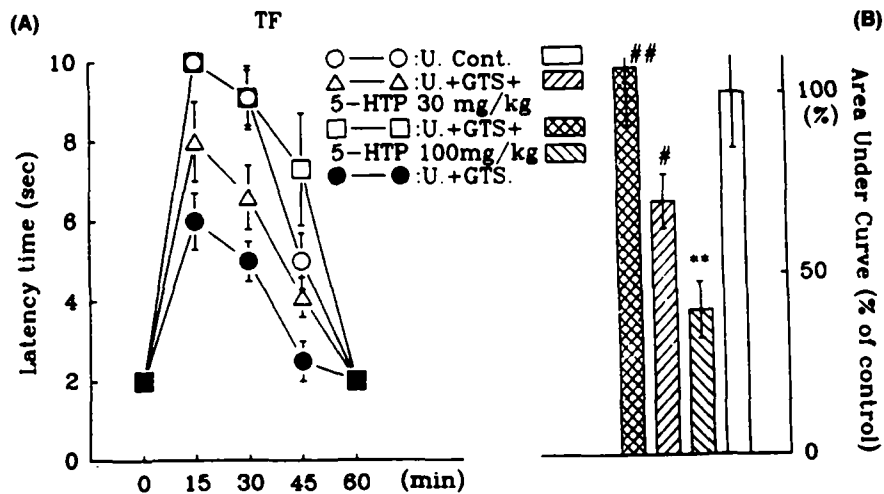 (A)
TF
10
8
6
4
2
0
Latency time (sec)
0 15 30 45 60 (min)
:U. Cont.
:U.+GTS+
5-HTP 30 mg/kg
:U.+GTS+
5-HTP 100mg/kg
:U.+GTS.
(B)
##
#
**
100
(%)
50
0
Area Under Curve (% of control)